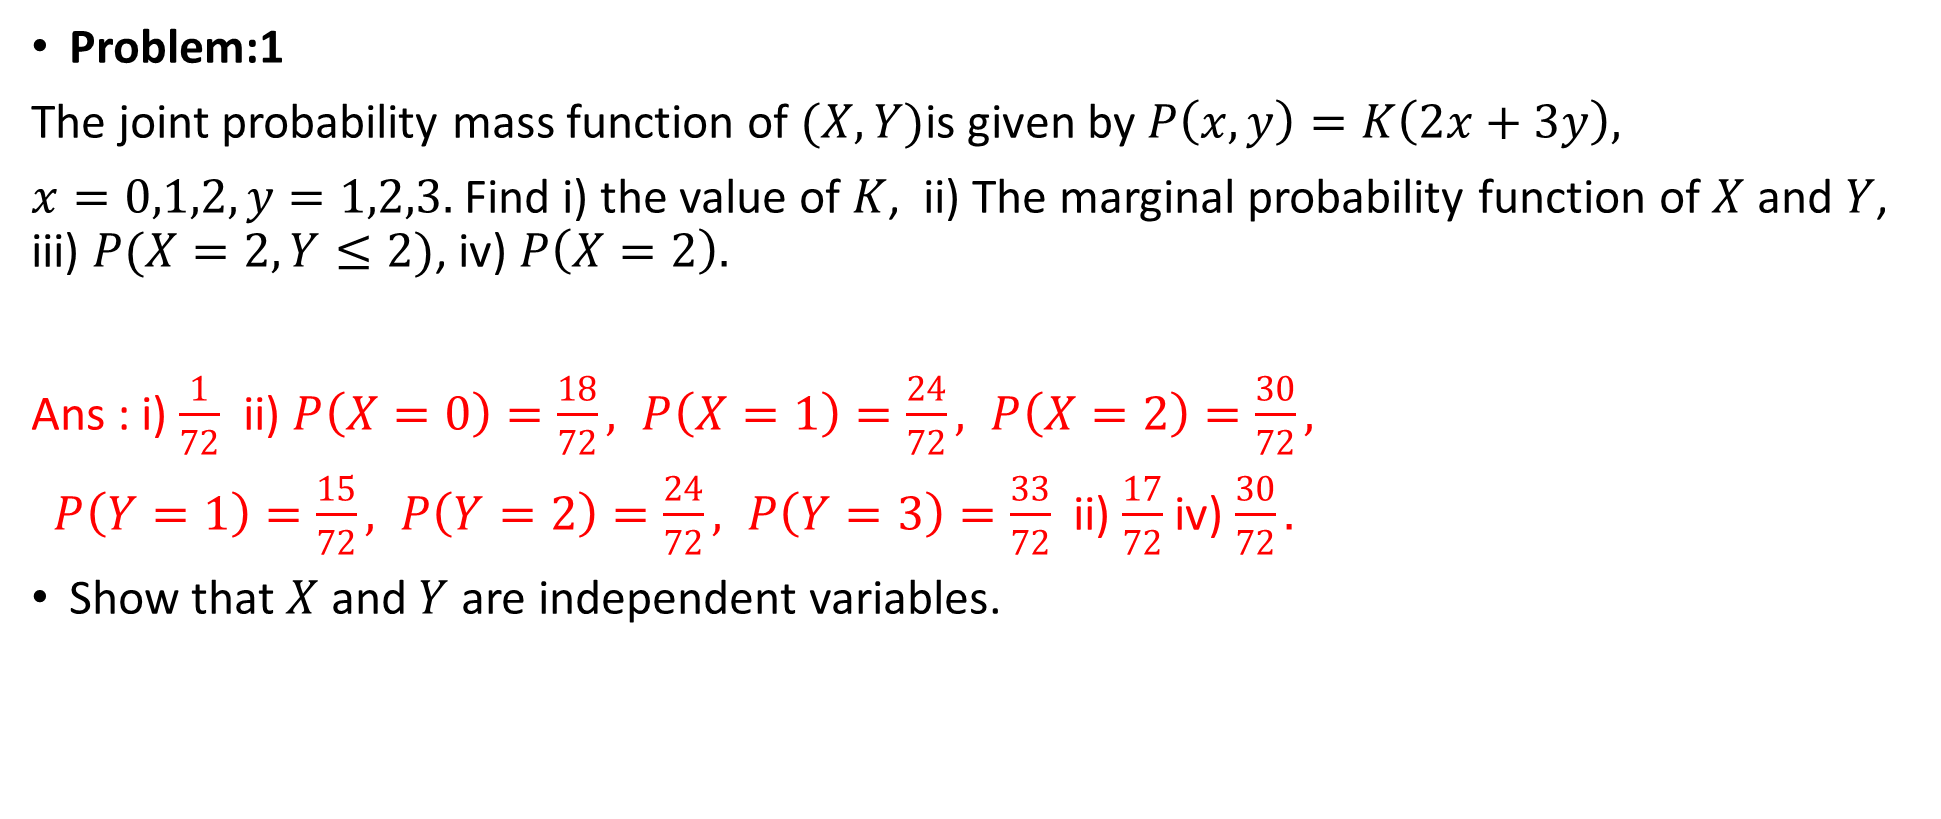 • Problem:1
The joint probability mass function of (X, Y)is given by P(x, y) = K(2x + 3y),
x = 0,1,2, y = 1,2,3. Find i) the value of K, ii) The marginal probability function of X and Y,
iii) P(X = 2, Y ≤ 2), iv) P(X = 2).
Ans : i) 1/72 ii) P(X = 0) = 18/72, P(X = 1) = 24/72, P(X = 2) = 30/72,
P(Y = 1) = 15/72, P(Y = 2) = 24/72, P(Y = 3) = 33/72 ii) 17/72 iv) 30/72.
• Show that X and Y are independent variables.